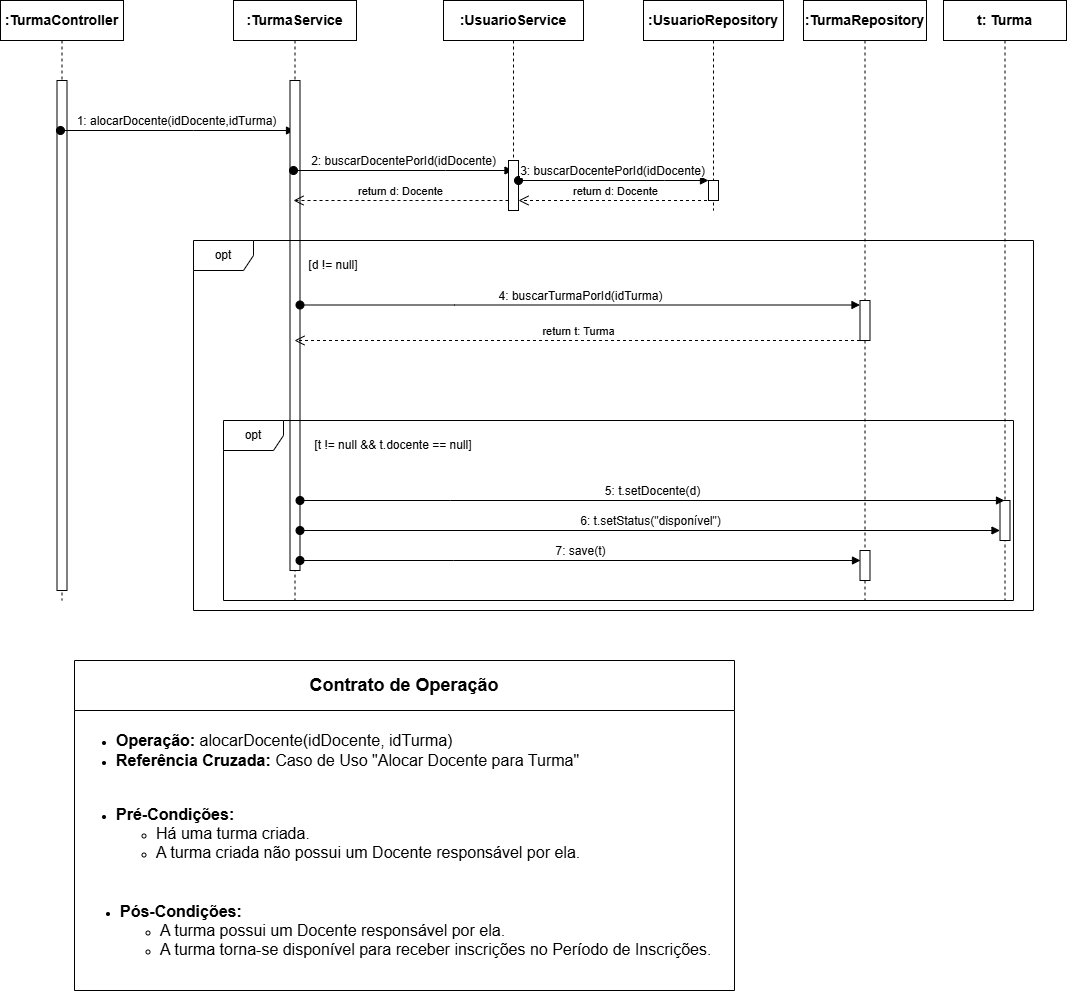 :TurmaController
:TurmaService
:UsuarioService
:UsuarioRepository
:TurmaRepository
t: Turma
1: alocarDocente(idDocente,idTurma)
2: buscarDocentePorId(idDocente)
3: buscarDocentePorId(idDocente)
return d: Docente
return d: Docente
opt
[d != null]
4: buscarTurmaPorId(idTurma)
return t: Turma
opt
[t != null && t.docente == null]
5: t.setDocente(d)
6: t.setStatus("disponível")
7: save(t)
Contrato de Operação
• Operação: alocarDocente(idDocente, idTurma)
• Referência Cruzada: Caso de Uso "Alocar Docente para Turma"
• Pré-Condições:
◦ Há uma turma criada.
◦ A turma criada não possui um Docente responsável por ela.
• Pós-Condições:
◦ A turma possui um Docente responsável por ela.
◦ A turma torna-se disponível para receber inscrições no Período de Inscrições.